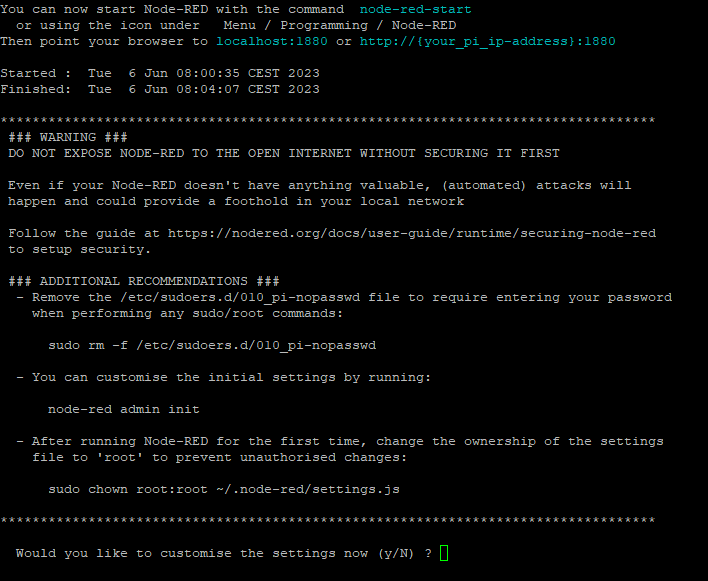 You can now start Node-RED with the command  node-red-start
  or using the icon under   Menu / Programming / Node-RED
Then point your browser to localhost:1880 or http://{your_pi_ip-address}:1880

Started :  Tue  6 Jun 08:00:35 CEST 2023
Finished:  Tue  6 Jun 08:04:07 CEST 2023

**********************************************************************************
 ### WARNING ###
 DO NOT EXPOSE NODE-RED TO THE OPEN INTERNET WITHOUT SECURING IT FIRST

 Even if your Node-RED doesn't have anything valuable, (automated) attacks will
 happen and could provide a foothold in your local network

 Follow the guide at https://nodered.org/docs/user-guide/runtime/securing-node-red
 to setup security.

 ### ADDITIONAL RECOMMENDATIONS ###
  - Remove the /etc/sudoers.d/010_pi-nopasswd file to require entering your password
    when performing any sudo/root commands:

      sudo rm -f /etc/sudoers.d/010_pi-nopasswd

  - You can customise the initial settings by running:

      node-red admin init

  - After running Node-RED for the first time, change the ownership of the settings
    file to 'root' to prevent unauthorised changes:

      sudo chown root:root ~/.node-red/settings.js

**********************************************************************************

  Would you like to customise the settings now (y/N) ?